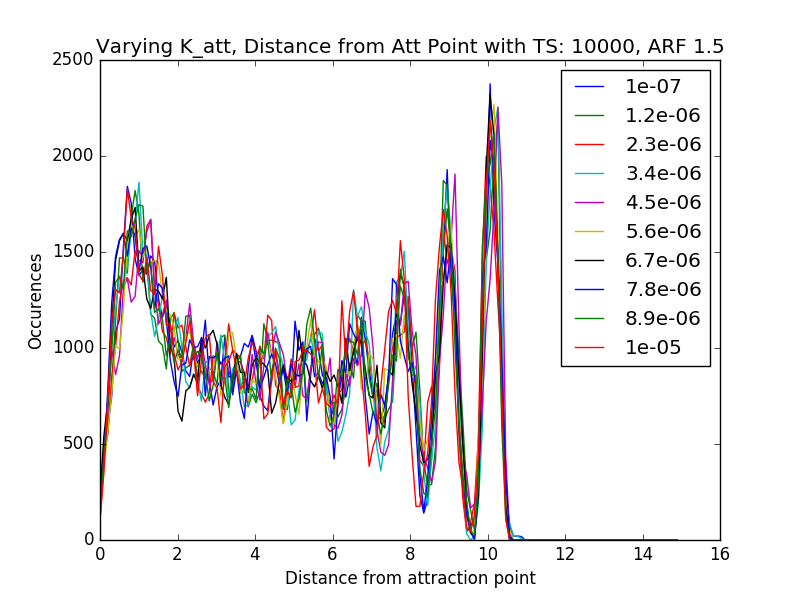 Varying K_att, Distance from Att Point with TS: 10000, ARF 1.5
2500
2000
1500
1000
500
0
Occurences
0 2 4 6 8 10 12 14 16
Distance from attraction point
1e-07
1.2e-06
2.3e-06
3.4e-06
4.5e-06
5.6e-06
6.7e-06
7.8e-06
8.9e-06
1e-05